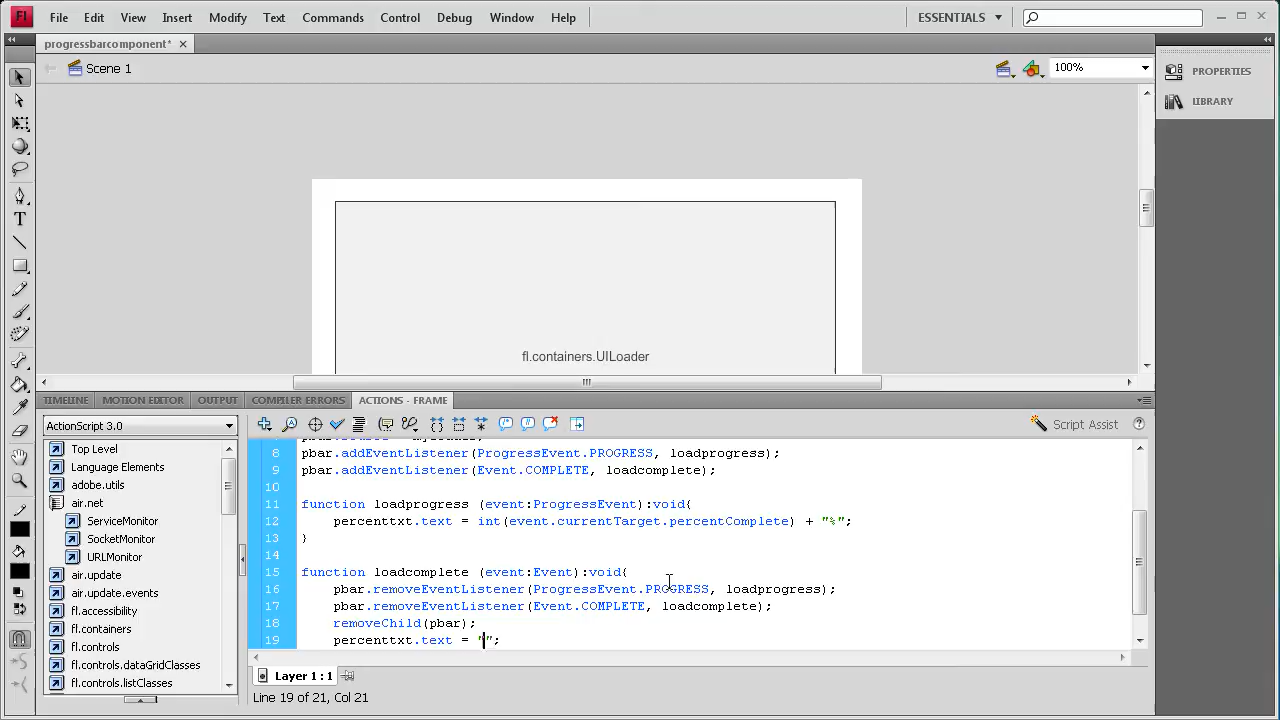 Fl File Edit View Insert Modify Text Commands Control Debug Window Help ESSENTIALS
progressbarcomponent*
Scene 1 100%
PROPERTIES
LIBRARY
fl.containers.UILoader
TIMELINE MOTION EDITOR OUTPUT COMPILER ERRORS ACTIONS - FRAME
ActionScript 3.0
Script Assist
Top Level
Language Elements
adobe.utils
air.net
ServiceMonitor
SocketMonitor
URLMonitor
air.update
air.update.events
fl.accessibility
fl.containers
fl.controls
fl.controls.dataGridClasses
fl.controls.listClasses
8 pbar.addEventListener(ProgressEvent.PROGRESS, loadprogress);
9 pbar.addEventListener(Event.COMPLETE, loadcomplete);
10
11 function loadprogress (event:ProgressEvent):void{
12 percenttxt.text = int(event.currentTarget.percentComplete) + "%";
13 }
14
15 function loadcomplete (event:Event):void{
16 pbar.removeEventListener(ProgressEvent.PROGRESS, loadprogress);
17 pbar.removeEventListener(Event.COMPLETE, loadcomplete);
18 removeChild(pbar);
19 percenttxt.text = "";
Layer 1 : 1
Line 19 of 21, Col 21